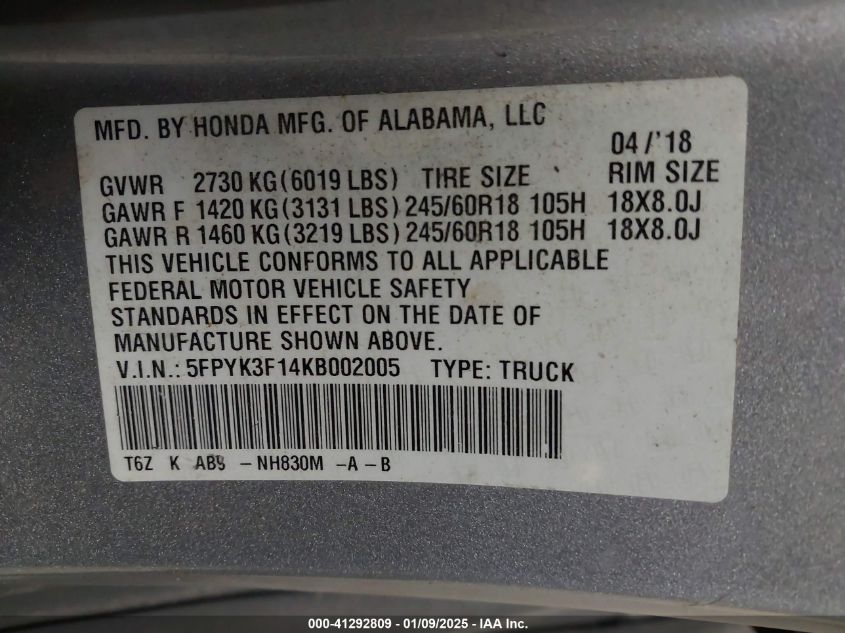 MFD. BY HONDA MFG. OF ALABAMA, LLC
04/'18
GVWR 2730 KG(6019 LBS) TIRE SIZE RIM SIZE
GAWR F 1420 KG(3131 LBS) 245/60R18 105H 18X8.0J
GAWR R 1460 KG(3219 LBS) 245/60R18 105H 18X8.0J
THIS VEHICLE CONFORMS TO ALL APPLICABLE
FEDERAL MOTOR VEHICLE SAFETY
STANDARDS IN EFFECT ON THE DATE OF
MANUFACTURE SHOWN ABOVE.
V.I.N.: 5FPYK3F14KB002005 TYPE: TRUCK
T6Z K AB9 -NH830M -A-B
000-41292809 | 01/09/2025 | IAA Inc.